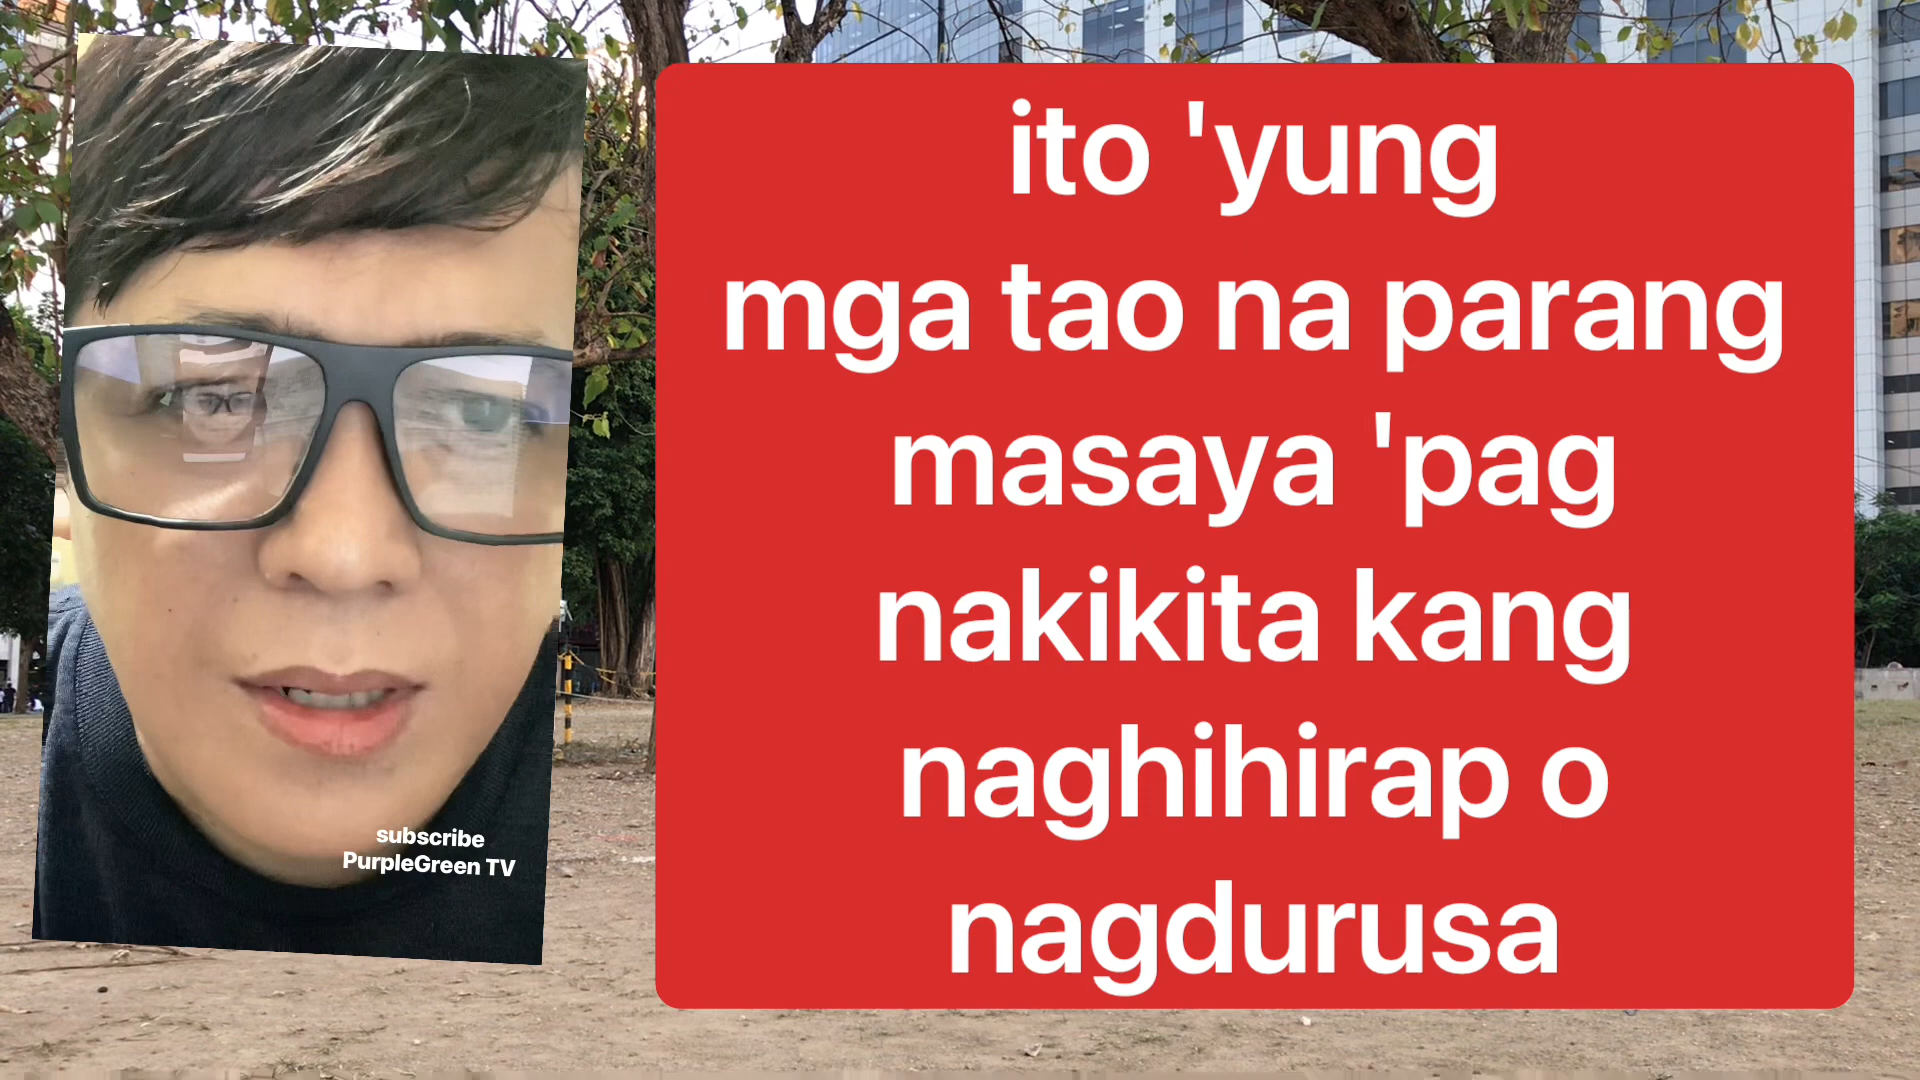 ito 'yung
mga tao na parang
masaya 'pag
nakikita kang
naghihirap o
nagdurusa
subscribe
PurpleGreen TV